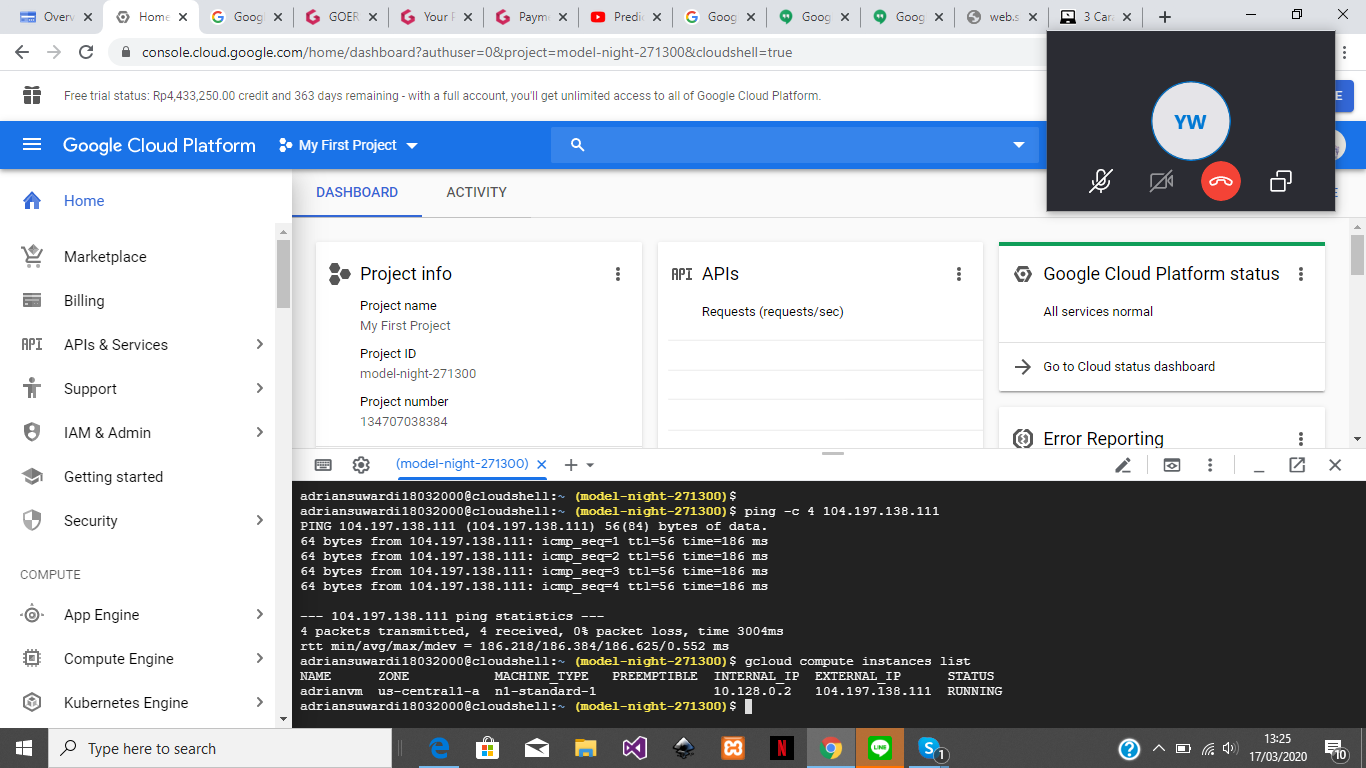 Overv
Home
Goog
GOER
Your F
Payme
Predic
Goog
Goog
Goog
web.s
3 Cara
console.cloud.google.com/home/dashboard?authuser=0&project=model-night-271300&cloudshell=true
Free trial status: Rp4,433,250.00 credit and 363 days remaining - with a full account, you'll get unlimited access to all of Google Cloud Platform.
E
YW
Google Cloud Platform
My First Project
Home
Marketplace
Billing
API APIs & Services
Support
IAM & Admin
Getting started
Security
COMPUTE
App Engine
Compute Engine
Kubernetes Engine
DASHBOARD
ACTIVITY
E
Project info
Project name
My First Project
Project ID
model-night-271300
Project number
134707038384
API APIs
Requests (requests/sec)
Google Cloud Platform status
All services normal
Go to Cloud status dashboard
Error Reporting
(model-night-271300)
adriansuwardi18032000@cloudshell:~ (model-night-271300)$
adriansuwardi18032000@cloudshell:~ (model-night-271300)$ ping -c 4 104.197.138.111
PING 104.197.138.111 (104.197.138.111) 56(84) bytes of data.
64 bytes from 104.197.138.111: icmp_seq=1 ttl=56 time=186 ms
64 bytes from 104.197.138.111: icmp_seq=2 ttl=56 time=186 ms
64 bytes from 104.197.138.111: icmp_seq=3 ttl=56 time=186 ms
64 bytes from 104.197.138.111: icmp_seq=4 ttl=56 time=186 ms
--- 104.197.138.111 ping statistics ---
4 packets transmitted, 4 received, 0% packet loss, time 3004ms
rtt min/avg/max/mdev = 186.218/186.384/186.625/0.552 ms
adriansuwardi18032000@cloudshell:~ (model-night-271300)$ gcloud compute instances list
NAME ZONE MACHINE_TYPE PREEMPTIBLE INTERNAL_IP EXTERNAL_IP STATUS
adrianvm us-central1-a n1-standard-1 10.128.0.2 104.197.138.111 RUNNING
adriansuwardi18032000@cloudshell:~ (model-night-271300)$
Type here to search
LINE
1
13:25
17/03/2020
10